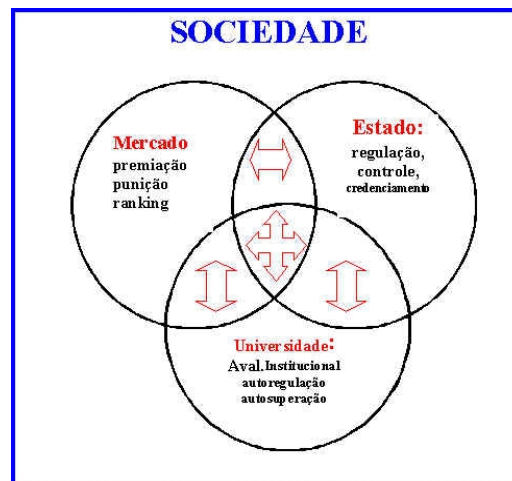 SOCIEDADE
Mercado
premiação
punição
ranking
Estado:
regulação,
controle,
credenciamento
Universidade:
Aval.Institucional
autoregulação
autosuperação